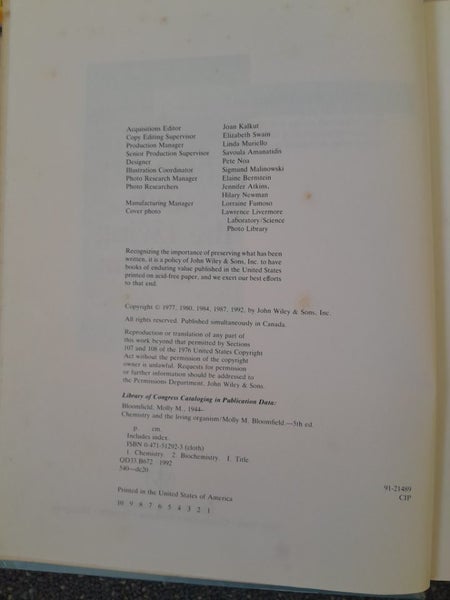 Acquisitions Editor Joan Kalkut
Copy Editing Supervisor Elizabeth Swain
Production Manager Linda Muriello
Senior Production Supervisor Savoula Amanatidis
Designer Pete Noa
Illustration Coordinator Sigmund Malinowski
Photo Research Manager Elaine Bernstein
Photo Researchers Jennifer Atkins,
Hilary Newman
Manufacturing Manager Lorraine Fumoso
Cover photo Lawrence Livermore
Laboratory/Science
Photo Library
Recognizing the importance of preserving what has been
written, it is a policy of John Wiley & Sons, Inc. to have
books of enduring value published in the United States
printed on acid-free paper, and we exert our best efforts
to that end.
Copyright © 1977, 1980, 1984, 1987, 1992, by John Wiley & Sons, Inc.
All rights reserved. Published simultaneously in Canada.
Reproduction or translation of any part of
this work beyond that permitted by Sections
107 and 108 of the 1976 United States Copyright
Act without the permission of the copyright
owner is unlawful. Requests for permission
or further information should be addressed to
the Permissions Department, John Wiley & Sons.
Library of Congress Cataloging in Publication Data:
Bloomfield, Molly M., 1944–
Chemistry and the living organism/Molly M. Bloomfield.—5th ed.
p. cm.
Includes index.
ISBN 0-471-51292-3 (cloth)
1. Chemistry. 2. Biochemistry. I. Title.
QD33.B672 1992
540—dc20 91-21489
CIP
Printed in the United States of America
10 9 8 7 6 5 4 3 2 1